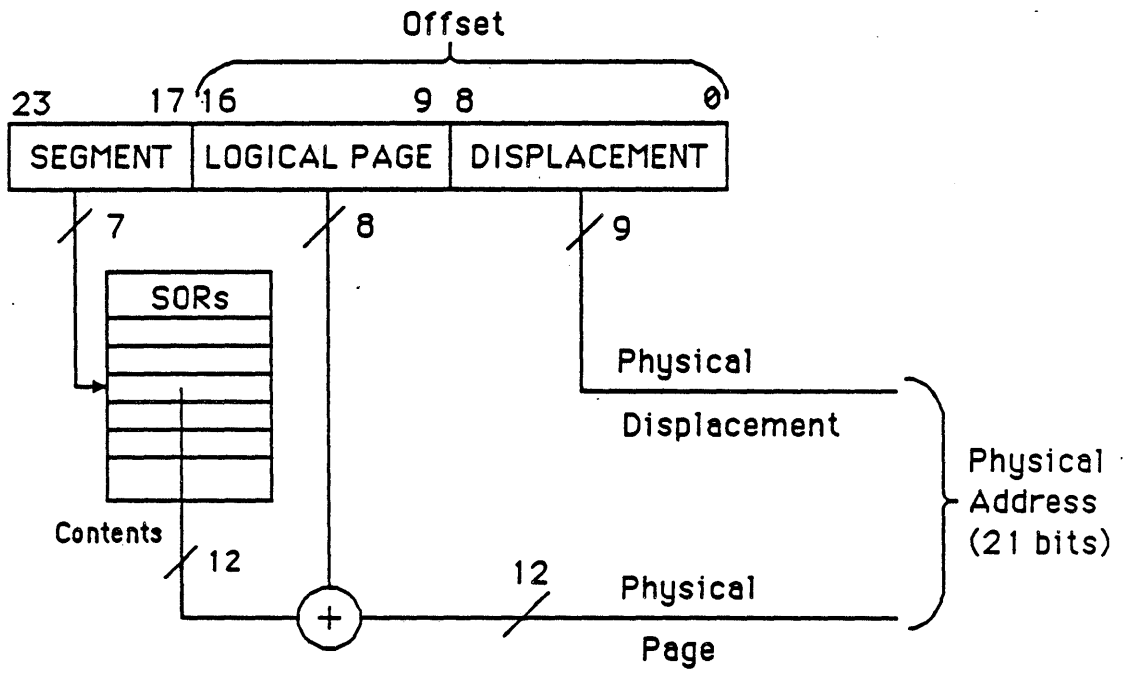 Offset
23 17 16 9 8 0
SEGMENT LOGICAL PAGE DISPLACEMENT
7 8 9
SORs
Physical
Displacement
Physical
Address
(21 bits)
Contents
12
12
Physical
+
Page